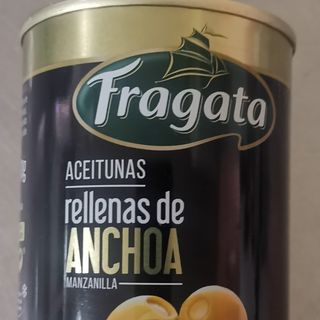 Fragata
ACEITUNAS
rellenas de
ANCHOA
MANZANILLA